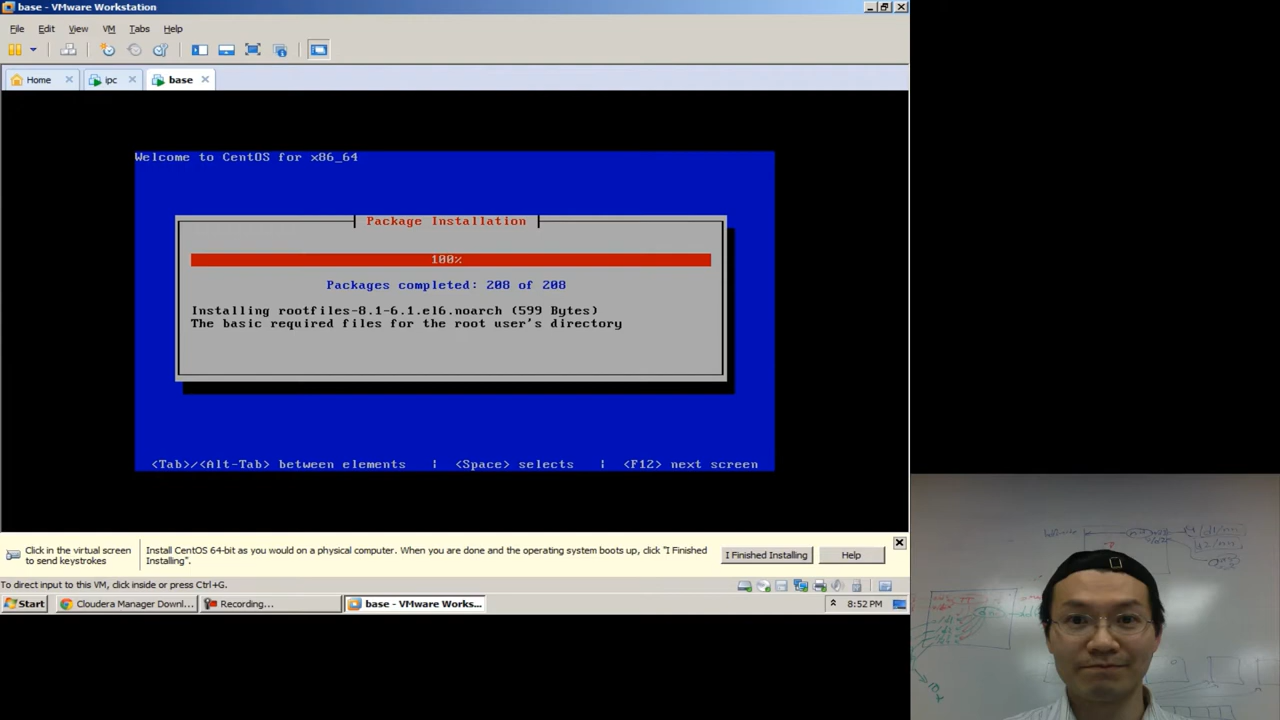 base - VMware Workstation
File Edit View VM Tabs Help
Home ipc base
Welcome to CentOS for x86_64
Package Installation
100%
Packages completed: 208 of 208
Installing rootfiles-8.1-6.1.el6.noarch (599 Bytes)
The basic required files for the root user's directory
<Tab>/<Alt-Tab> between elements | <Space> selects | <F12> next screen
Click in the virtual screen
to send keystrokes
Install CentOS 64-bit as you would on a physical computer. When you are done and the operating system boots up, click "I Finished
Installing".
I Finished Installing Help
To direct input to this VM, click inside or press Ctrl+G.
Start Cloudera Manager Downl... Recording... base - VMware Works... 8:52 PM